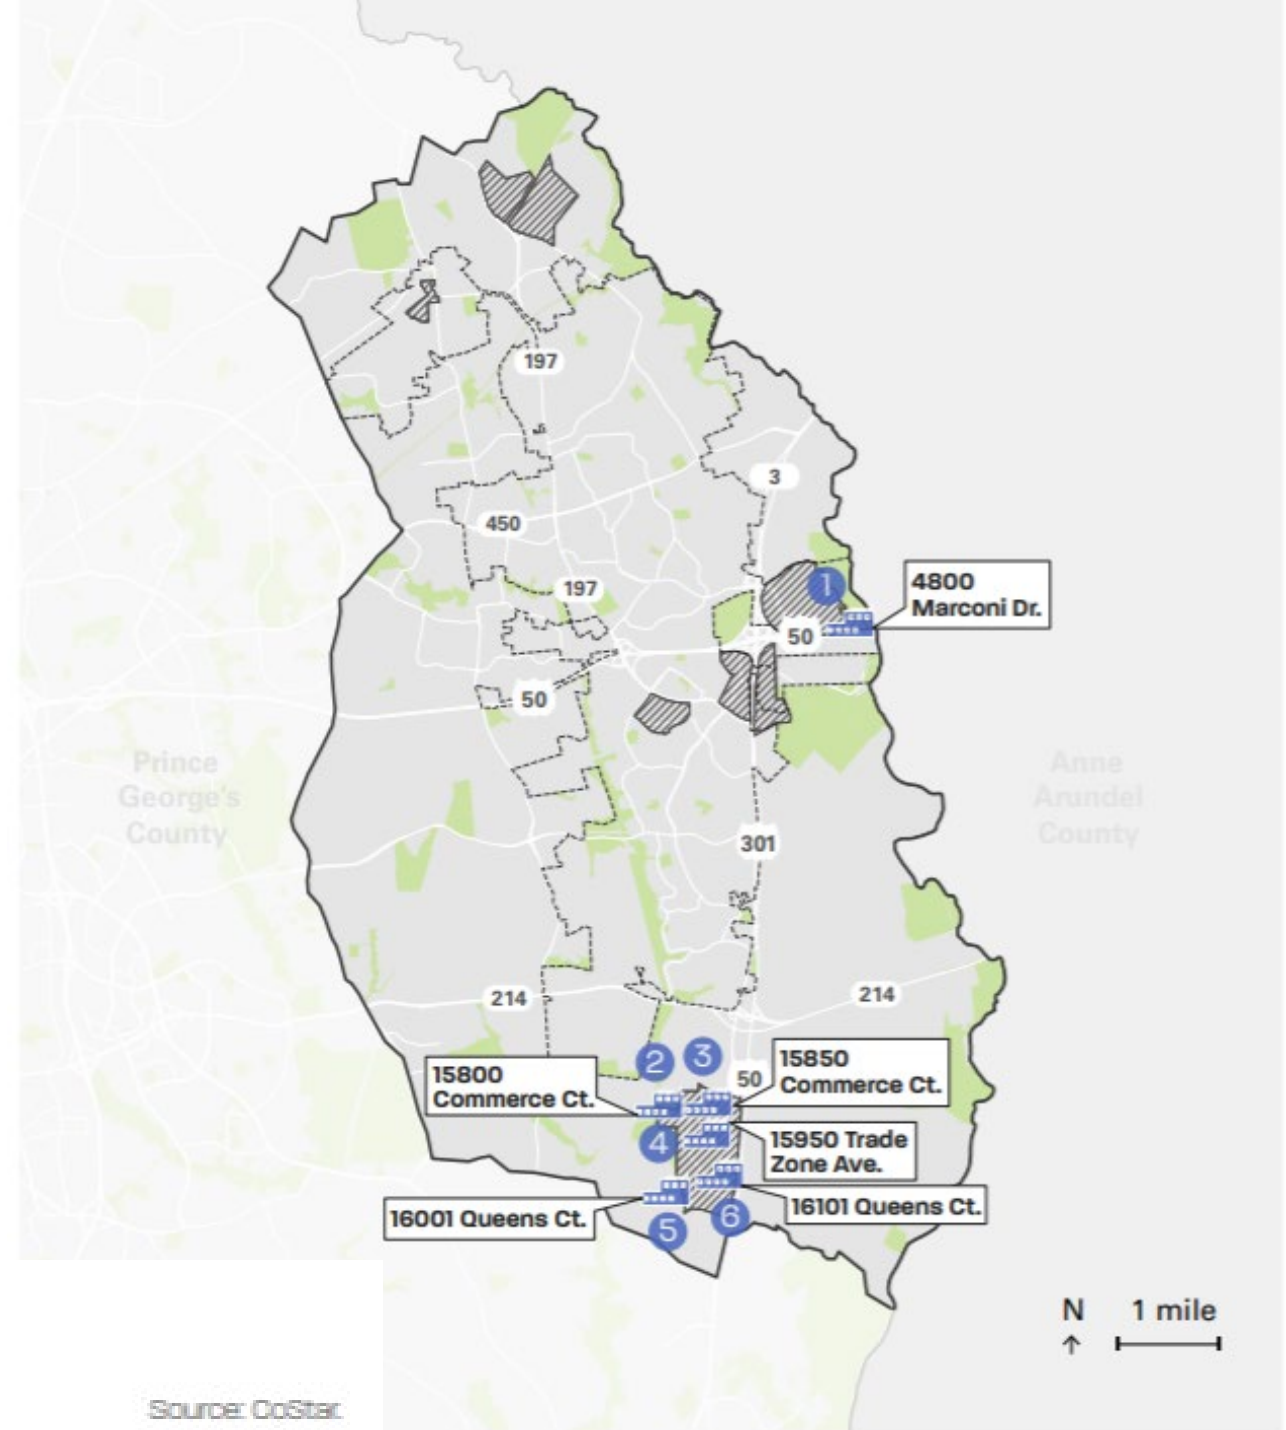 197
3
450
1
4800
Marconi Dr.
197
50
50
Prince
George's
County
Anne
Arundel
County
301
214
214
2
3
15850
Commerce Ct.
15800
Commerce Ct.
50
4
15950 Trade
Zone Ave.
16001 Queens Ct.
16101 Queens Ct.
5
6
N
1 mile
Source: CoStar.